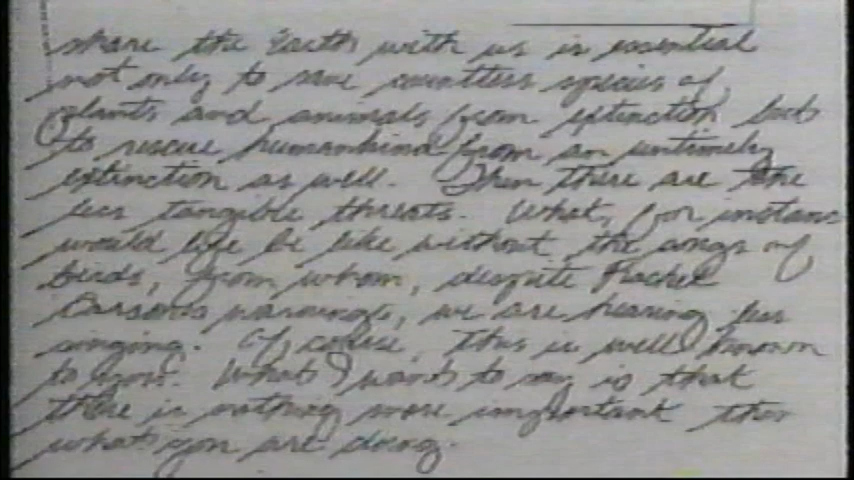 share the Earth with us is essential
not only to save countless species of
plants and animals from extinction but
to rescue humankind from an untimely
extinction as well. Then there are the
less tangible threats. What, for instanc
would life be like without the songs of
birds, from whom, despite Rachel
Carson's warnings, we are hearing less
singing. Of course, this is well known
to you. What I want to say is that
there is nothing more important than
what you are doing.